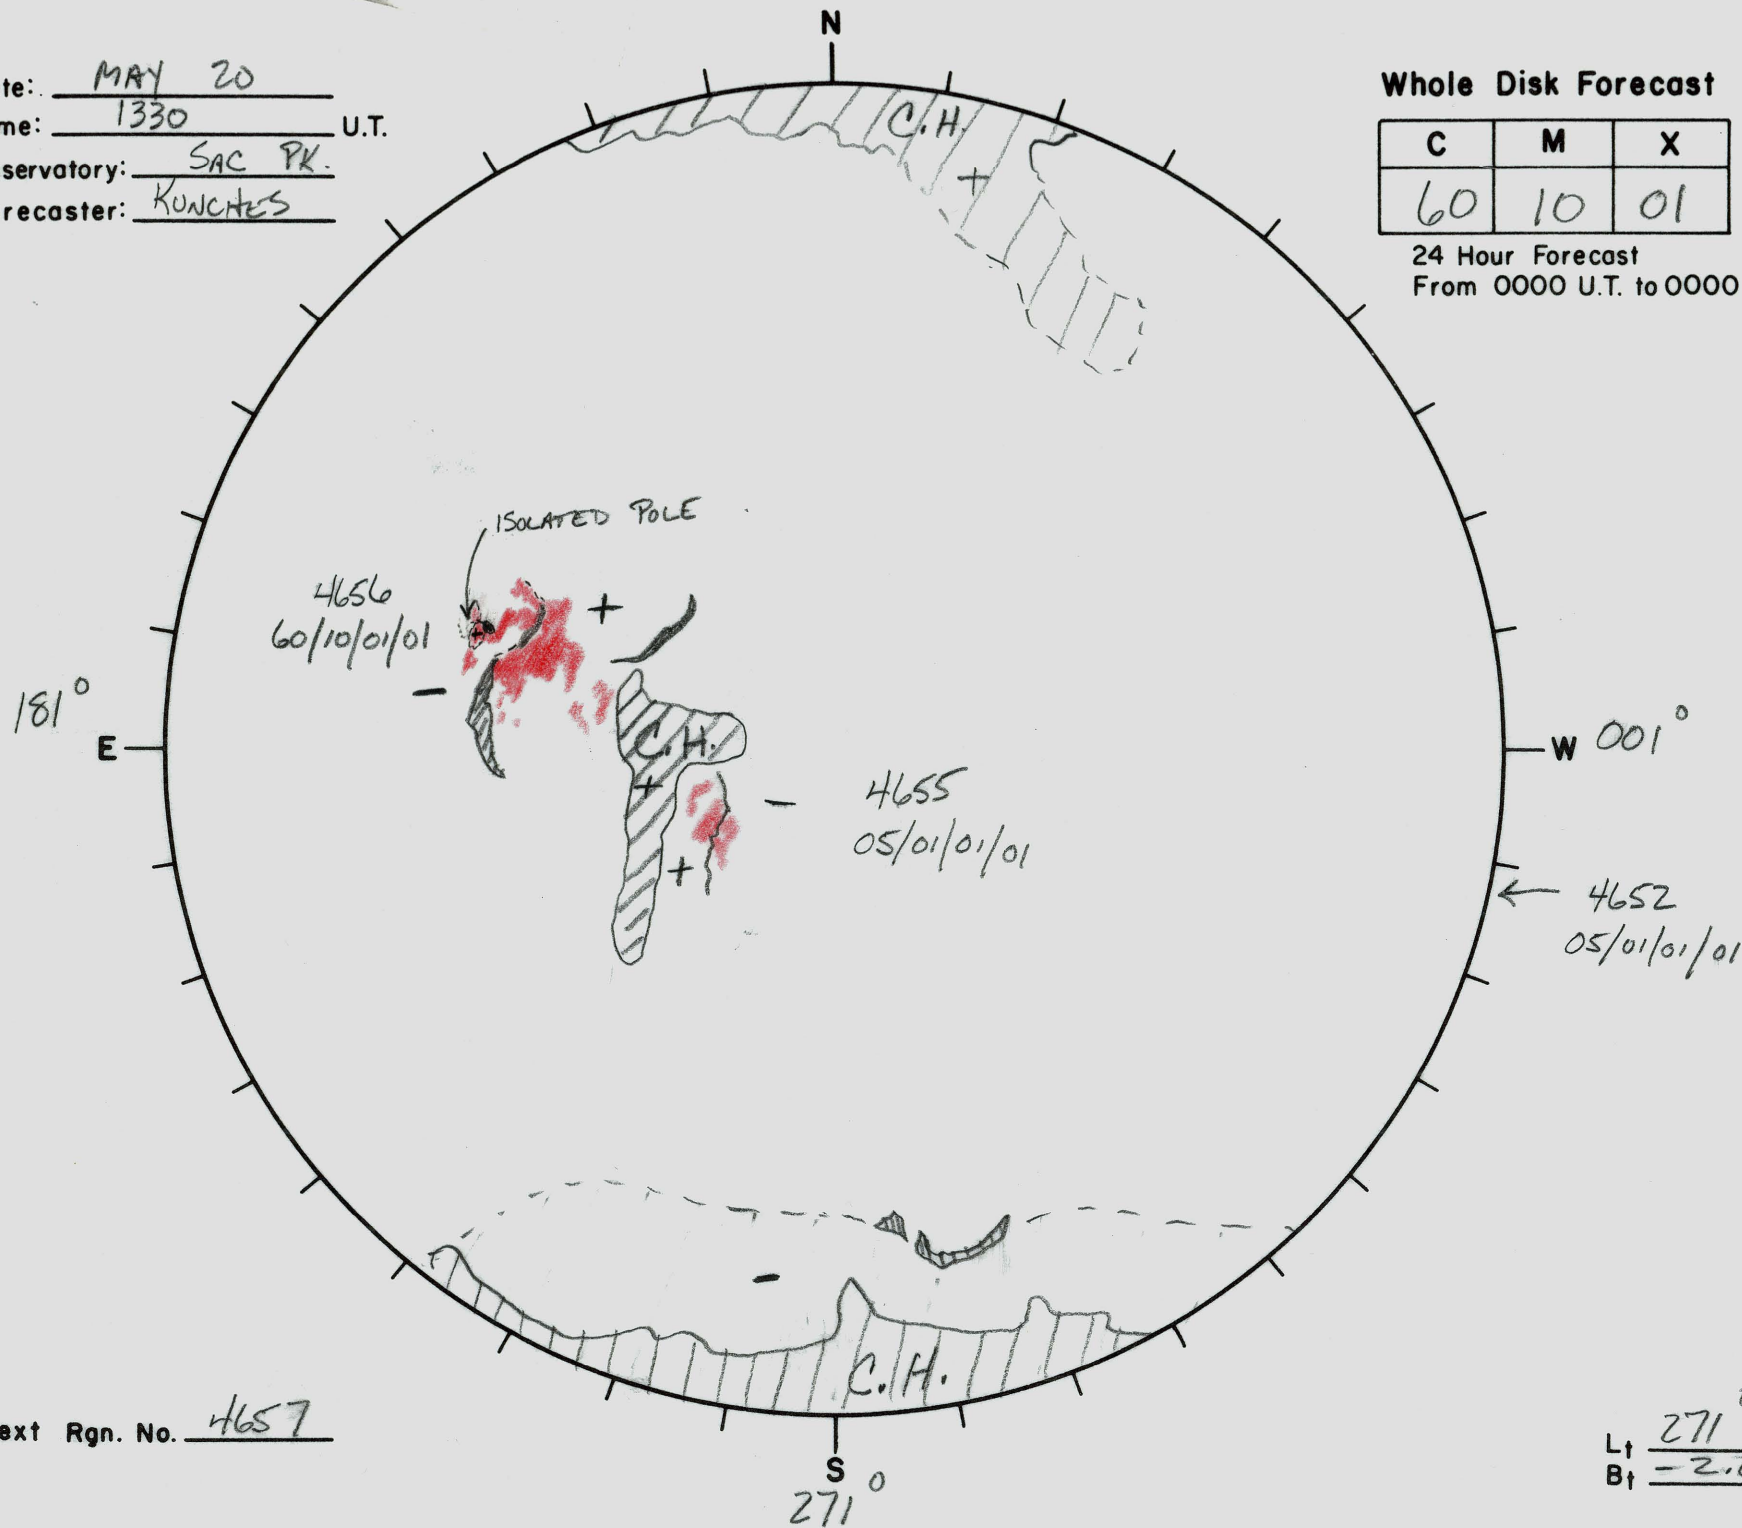 N
te: MAY 20
me: 1330 U.T.
servatory: SAC PK.
recaster: KUNCHES
Whole Disk Forecast
C M X
60 10 01
24 Hour Forecast
From 0000 U.T. to 0000
C.H.
+
ISOLATED POLE
4656
60/10/01/01
+
+
−
181°
E
C.H.
+
W 001°
−
4655
05/01/01/01
+
4652
05/01/01/01
−
C.H.
ext Rgn. No. 4657
Lt 271
Bt -2.
S
271°